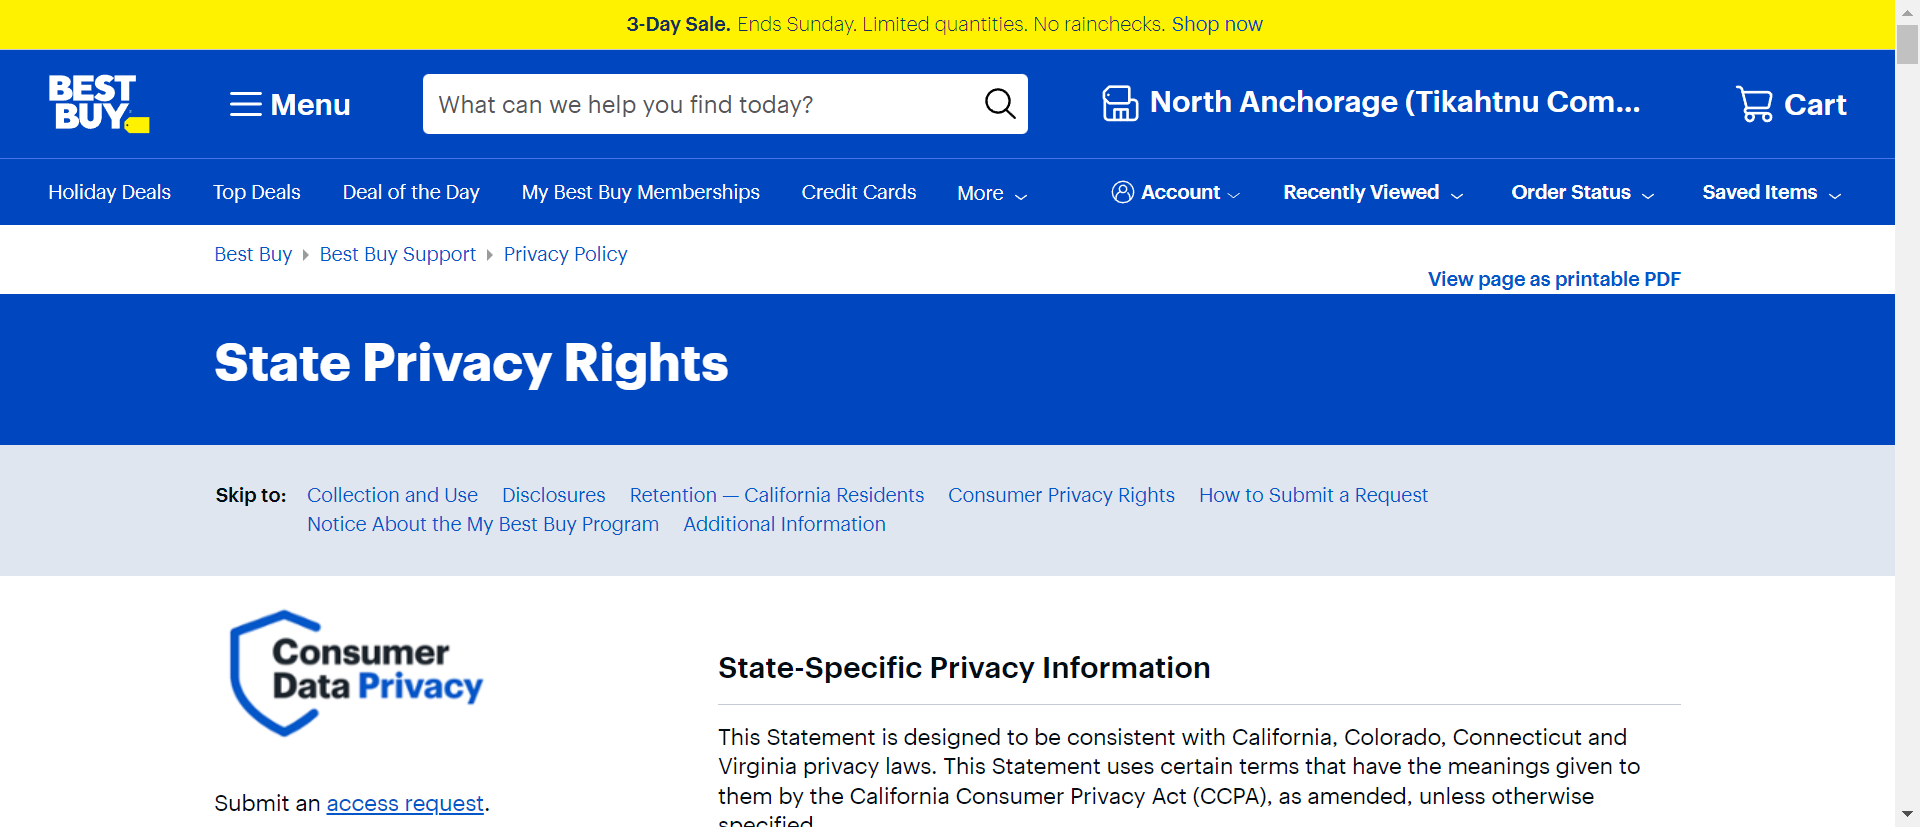 3-Day Sale. Ends Sunday. Limited quantities. No rainchecks. Shop now
BEST
BUY
Menu
What can we help you find today?
North Anchorage (Tikahtnu Com...
Cart
Holiday Deals
Top Deals
Deal of the Day
My Best Buy Memberships
Credit Cards
More
Account
Recently Viewed
Order Status
Saved Items
Best Buy
Best Buy Support
Privacy Policy
View page as printable PDF
State Privacy Rights
Skip to: Collection and Use Disclosures Retention — California Residents Consumer Privacy Rights How to Submit a Request
Notice About the My Best Buy Program Additional Information
Consumer
Data Privacy
Submit an access request.
State-Specific Privacy Information
This Statement is designed to be consistent with California, Colorado, Connecticut and
Virginia privacy laws. This Statement uses certain terms that have the meanings given to
them by the California Consumer Privacy Act (CCPA), as amended, unless otherwise
specified.